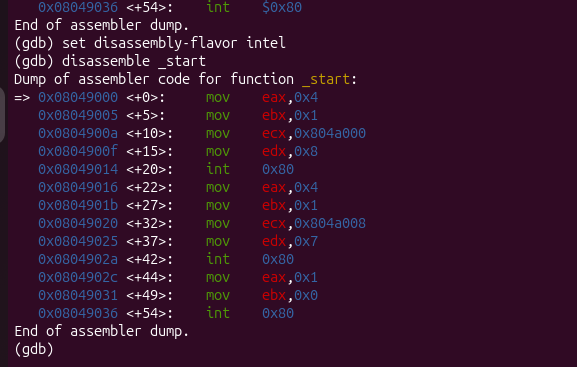 0x08049036 <+54>: int $0x80
End of assembler dump.
(gdb) set disassembly-flavor intel
(gdb) disassemble _start
Dump of assembler code for function _start:
=> 0x08049000 <+0>: mov eax,0x4
0x08049005 <+5>: mov ebx,0x1
0x0804900a <+10>: mov ecx,0x804a000
0x0804900f <+15>: mov edx,0x8
0x08049014 <+20>: int 0x80
0x08049016 <+22>: mov eax,0x4
0x0804901b <+27>: mov ebx,0x1
0x08049020 <+32>: mov ecx,0x804a008
0x08049025 <+37>: mov edx,0x7
0x0804902a <+42>: int 0x80
0x0804902c <+44>: mov eax,0x1
0x08049031 <+49>: mov ebx,0x0
0x08049036 <+54>: int 0x80
End of assembler dump.
(gdb)